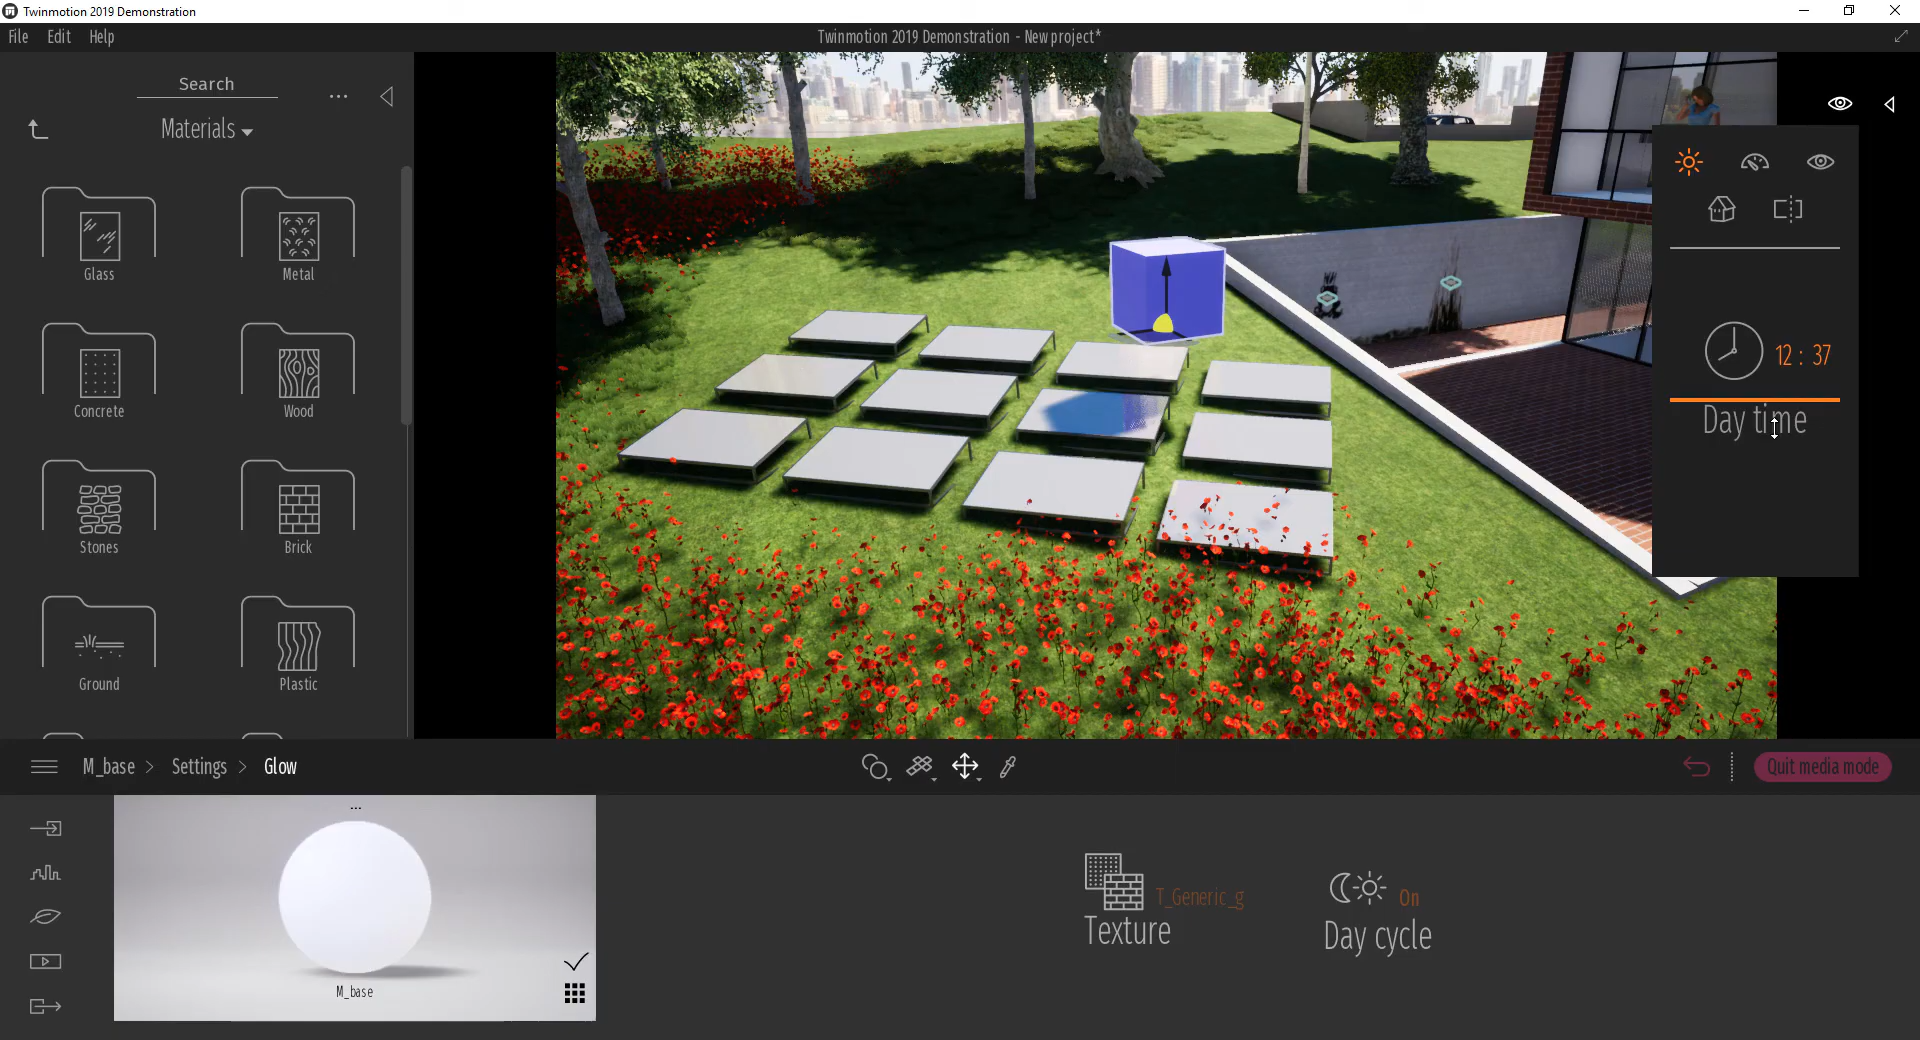 Twinmotion 2019 Demonstration
File Edit Help
Twinmotion 2019 Demonstration - New project*
Search
...
Materials
Glass
Metal
Concrete
Wood
Stones
Brick
Ground
Plastic
12 : 37
Day time
M_base > Settings > Glow
Quit media mode
...
M_base
T_Generic_g
Texture
On
Day cycle